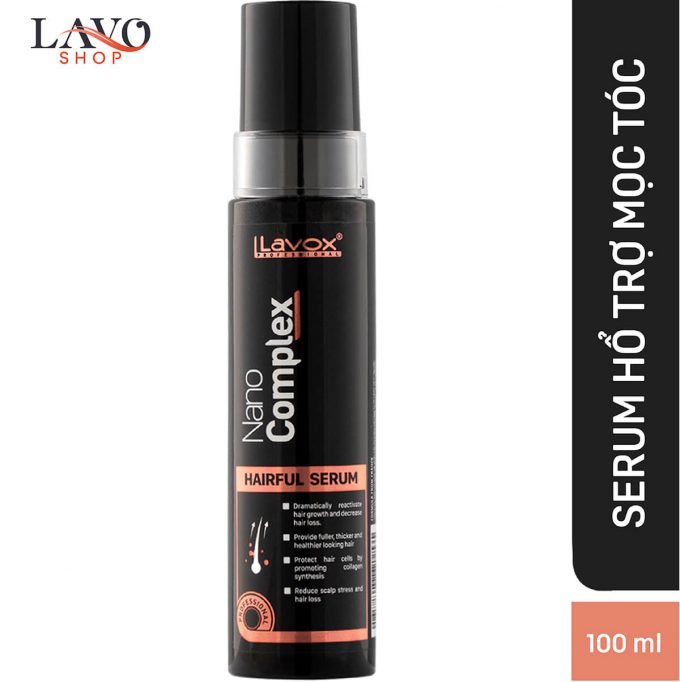 LAVO
SHOP
LLavox®
PROFESSIONAL
Nano
Complex
HAIRFUL SERUM
Dramatically reactivate
hair growth and decrease
hair loss.
Provide fuller, thicker and
healthier looking hair
Protect hair cells by
promoting collagen
synthesis
Reduce scalp stress and
hair loss
PROFESSIONAL
SERUM HỔ TRỢ MỌC TÓC
100 ml